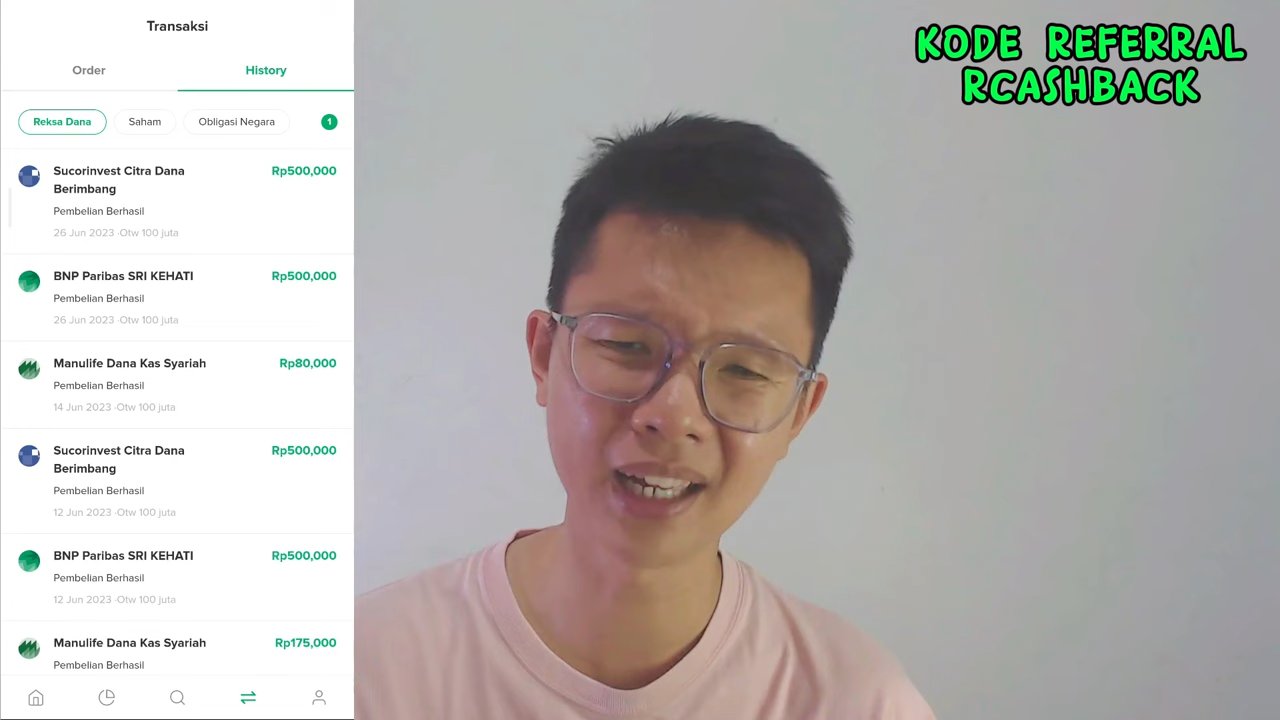 Transaksi
Order
History
Reksa Dana
Saham
Obligasi Negara
1
Sucorinvest Citra Dana
Berimbang
Rp500,000
Pembelian Berhasil
26 Jun 2023 ·Otw 100 juta
BNP Paribas SRI KEHATI
Rp500,000
Pembelian Berhasil
26 Jun 2023 ·Otw 100 juta
Manulife Dana Kas Syariah
Rp80,000
Pembelian Berhasil
14 Jun 2023 ·Otw 100 juta
Sucorinvest Citra Dana
Berimbang
Rp500,000
Pembelian Berhasil
12 Jun 2023 ·Otw 100 juta
BNP Paribas SRI KEHATI
Rp500,000
Pembelian Berhasil
12 Jun 2023 ·Otw 100 juta
Manulife Dana Kas Syariah
Rp175,000
Pembelian Berhasil
KODE REFERRAL
RCASHBACK